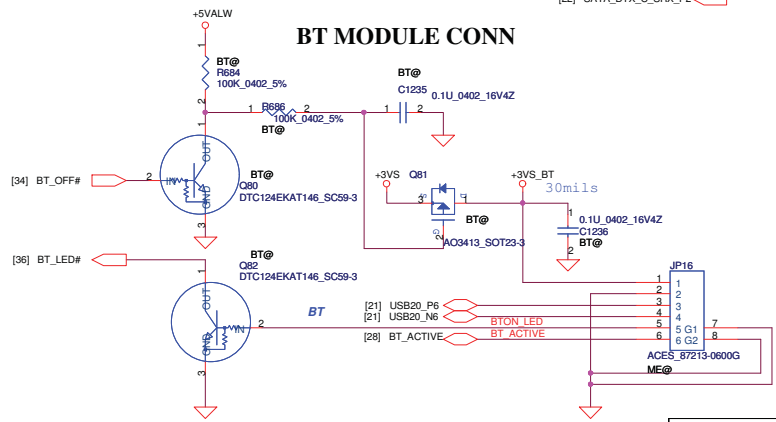 +5VALW
BT MODULE CONN
1
BT@
R684
100K_0402_5%
2
R686
1 2
100K_0402_5%
BT@
BT@
C1235
0.1U_0402_16V4Z
1 2
1
OUT
IN
GND
[34] BT_OFF#
2
3
BT@
Q80
DTC124EKAT146_SC59-3
+3VS
Q81
3
S
D
1
G
2
BT@
AO3413_SOT23-3
+3VS_BT
30mils
1
0.1U_0402_16V4Z
C1236
BT@
2
[36] BT_LED#
BT@
Q82
DTC124EKAT146_SC59-3
1
OUT
IN
GND
2
3
BT
[21] USB20_P6
[21] USB20_N6
BTON_LED
[28] BT_ACTIVE
BT_ACTIVE
JP16
1 1
2 2
3 3
4 4
5 5 G1 7
6 6 G2 8
ACES_87213-0600G
ME@